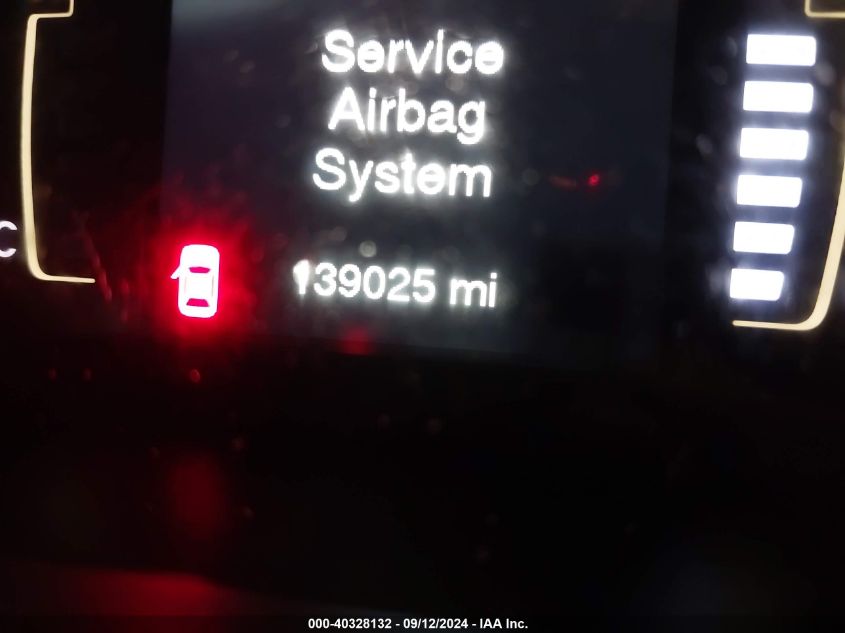 Service
Airbag
System
C
139025 mi
000-40328132 - 09/12/2024 - IAA Inc.